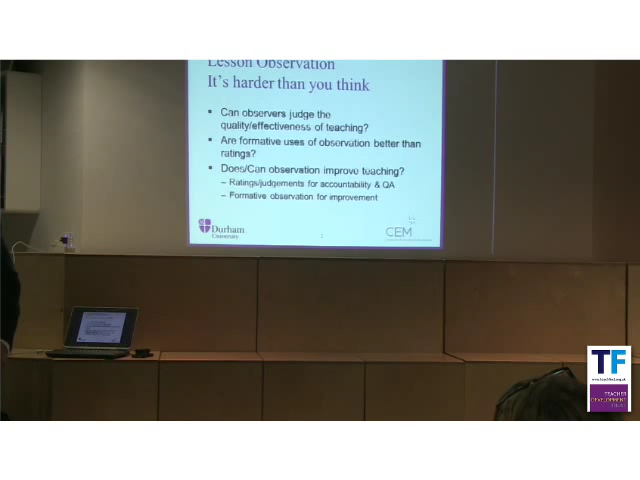 Lesson Observation
It's harder than you think
• Can observers judge the
quality/effectiveness of teaching?
• Are formative uses of observation better than
ratings?
• Does/Can observation improve teaching?
– Ratings/judgements for accountability & QA
– Formative observation for improvement
Durham
University
CEM
TF
TEACHER
DEVELOPMENT